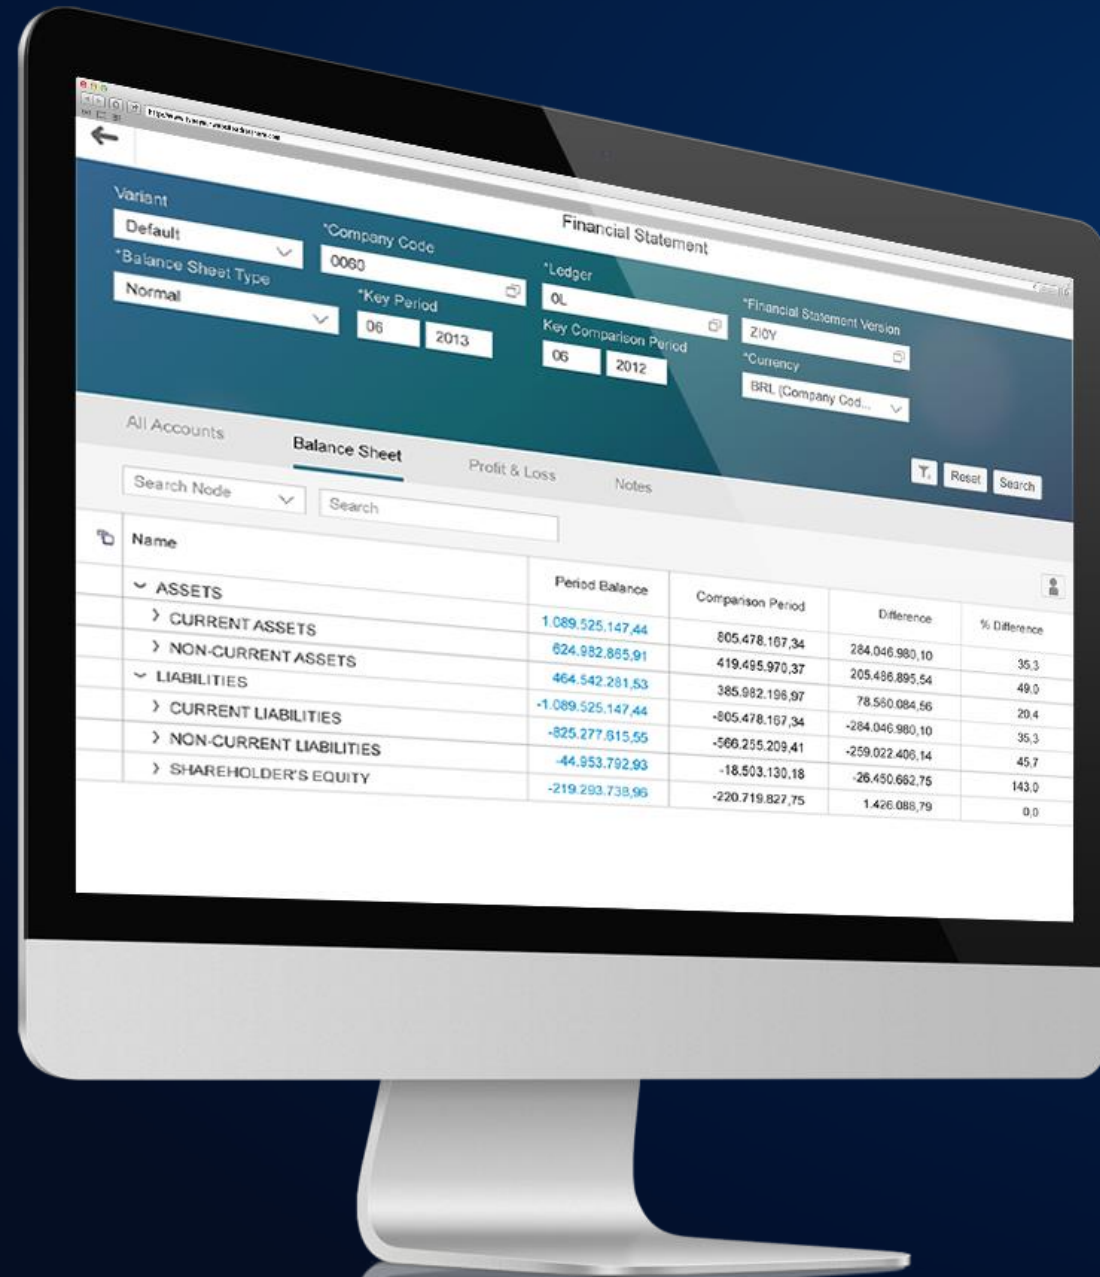 Financial Statement
Variant
Default
*Company Code
0060
*Ledger
0L
*Financial Statement Version
ZI0Y
*Balance Sheet Type
Normal
*Key Period
06 2013
Key Comparison Period
06 2012
*Currency
BRL (Company Cod...
Reset Search
All Accounts Balance Sheet Profit & Loss Notes
Search Node Search
Name Period Balance Comparison Period Difference % Difference
ASSETS 1.089.525.147,44 805.478.167,34 284.046.980,10 35,3
CURRENT ASSETS 624.982.865,91 419.495.970,37 205.486.895,54 49,0
NON-CURRENT ASSETS 464.542.281,53 385.982.196,97 78.560.084,56 20,4
LIABILITIES -1.089.525.147,44 -805.478.167,34 -284.046.980,10 35,3
CURRENT LIABILITIES -825.277.615,55 -566.255.209,41 -259.022.406,14 45,7
NON-CURRENT LIABILITIES -44.953.792,93 -18.503.130,18 -26.450.662,75 143,0
SHAREHOLDER'S EQUITY -219.293.738,96 -220.719.827,75 1.426.088,79 0,0